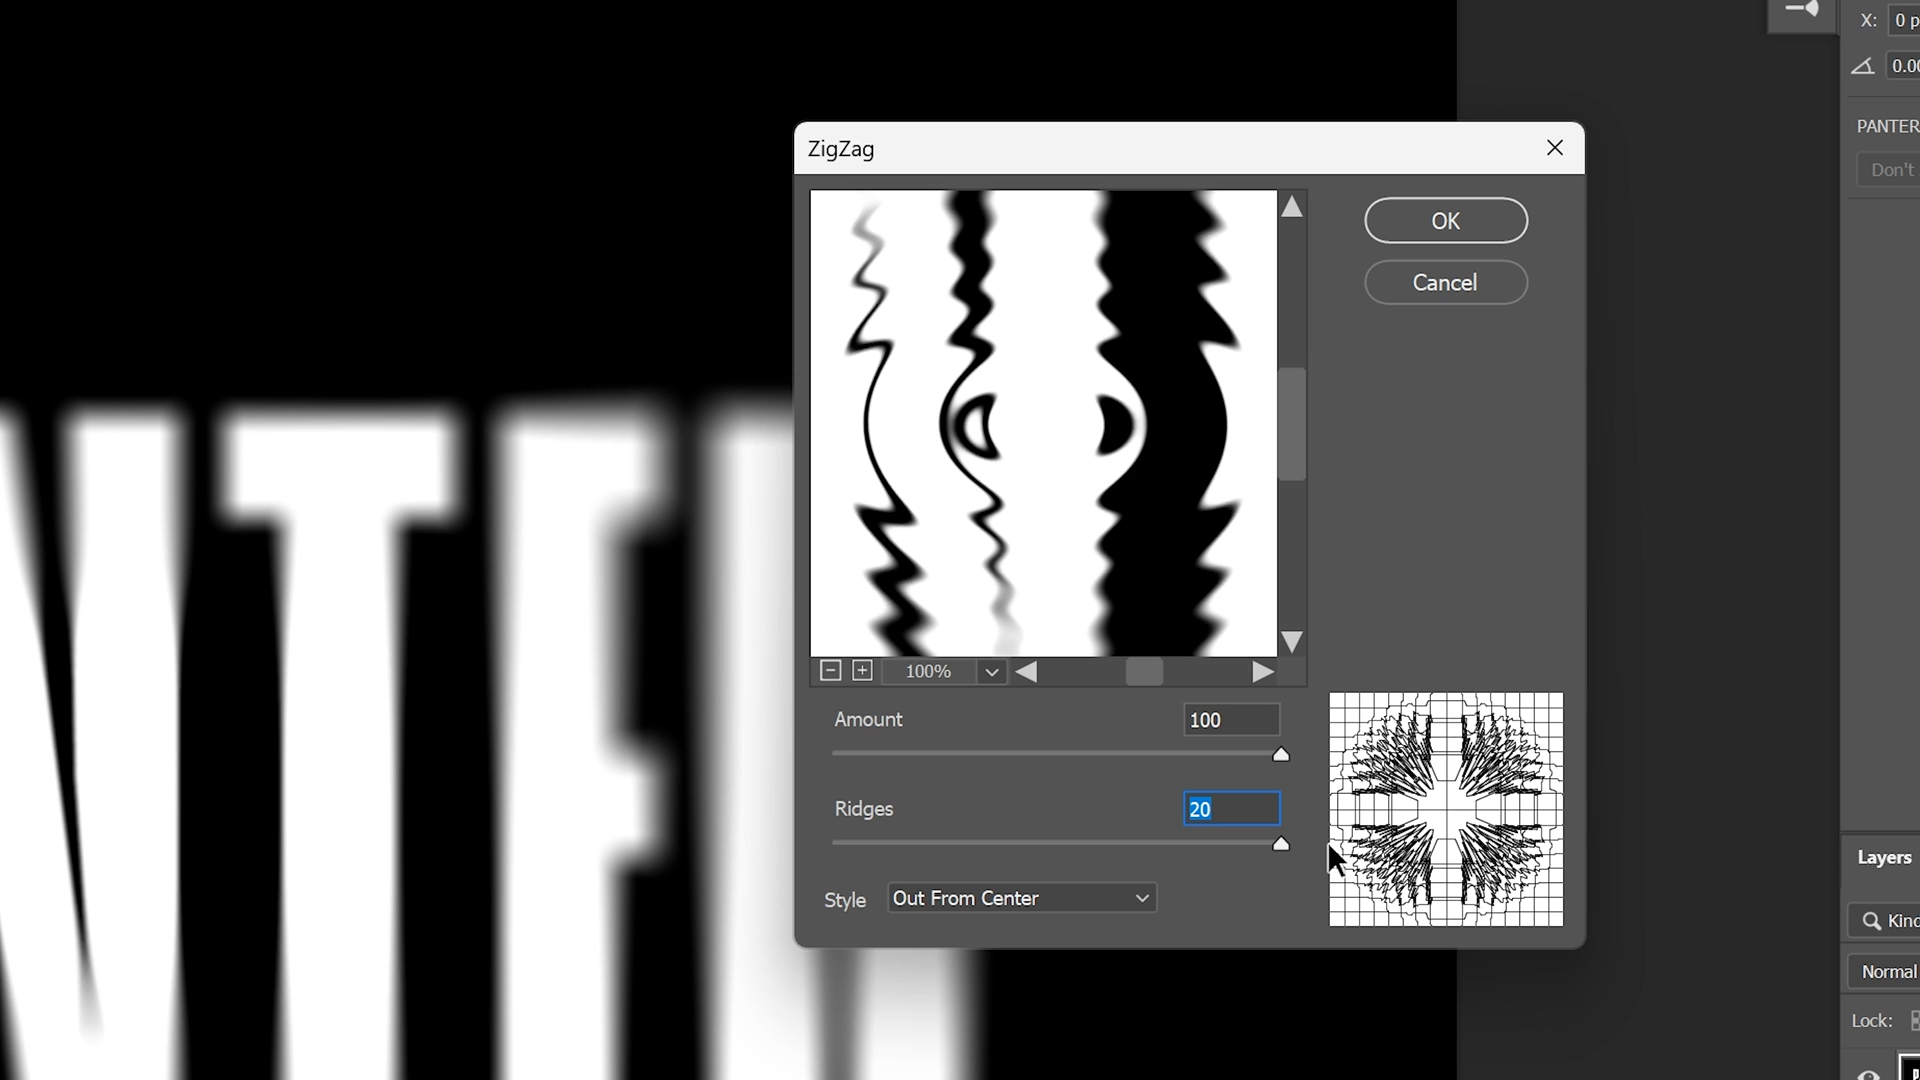 X: 0 p
0.00
PANTER
Don't
ZigZag
OK
Cancel
100%
Amount 100
Ridges 20
Style Out From Center
Layers
Kind
Normal
Lock:
NTE